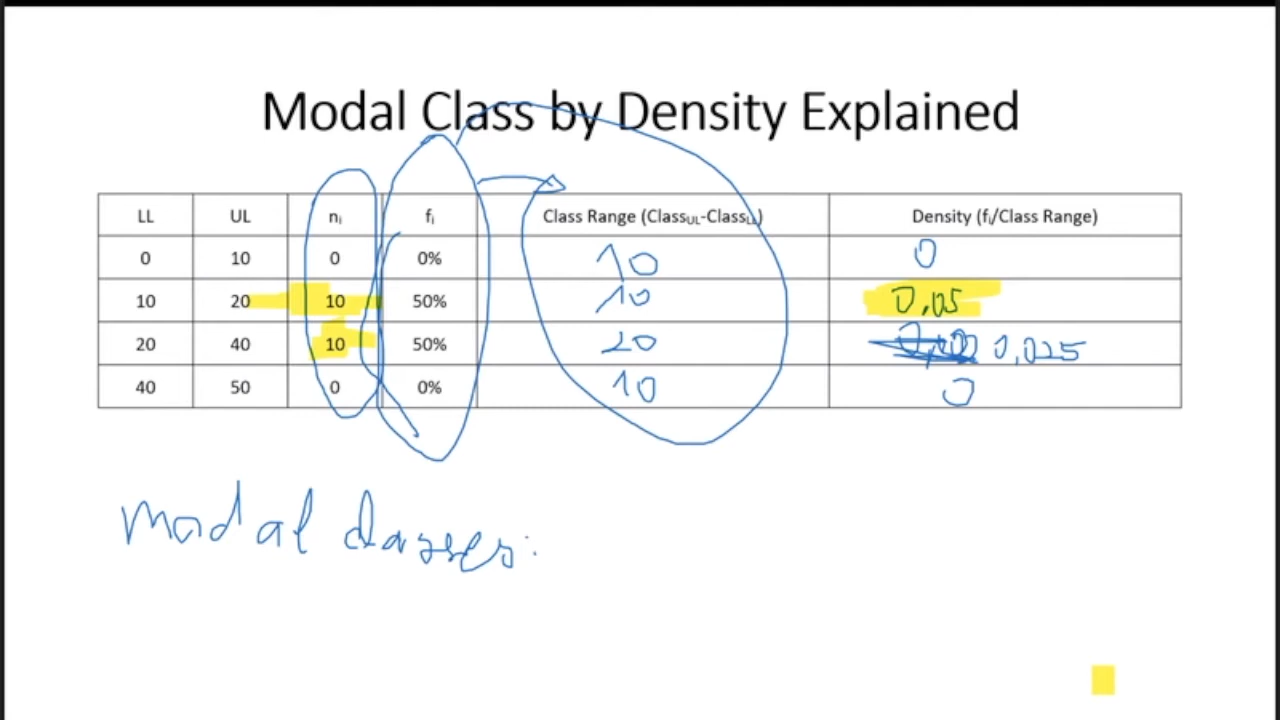 Modal Class by Density Explained
LL UL nᵢ fᵢ Class Range (Class_UL-Class_LL) Density (fᵢ/Class Range)
0 10 0 0% 10 0
10 20 10 50% 10 0,05
20 40 10 50% 20 0,025
40 50 0 0% 10 0
Modal classes: